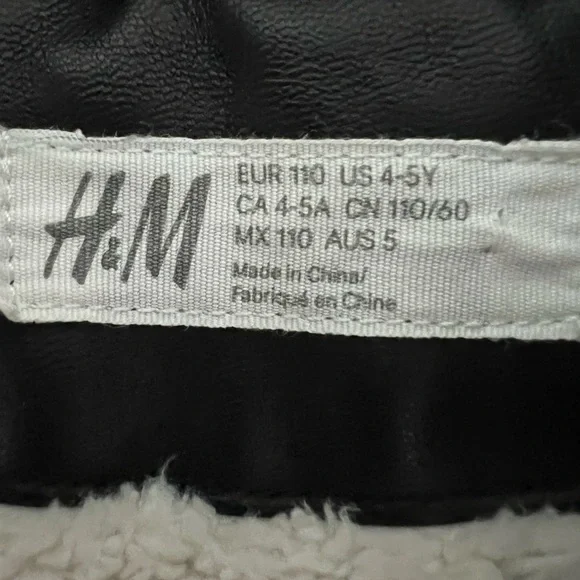 H&M
EUR 110 US 4-5Y
CA 4-5A CN 110/60
MX 110 AUS 5
Made in China/
Fabriqué en Chine